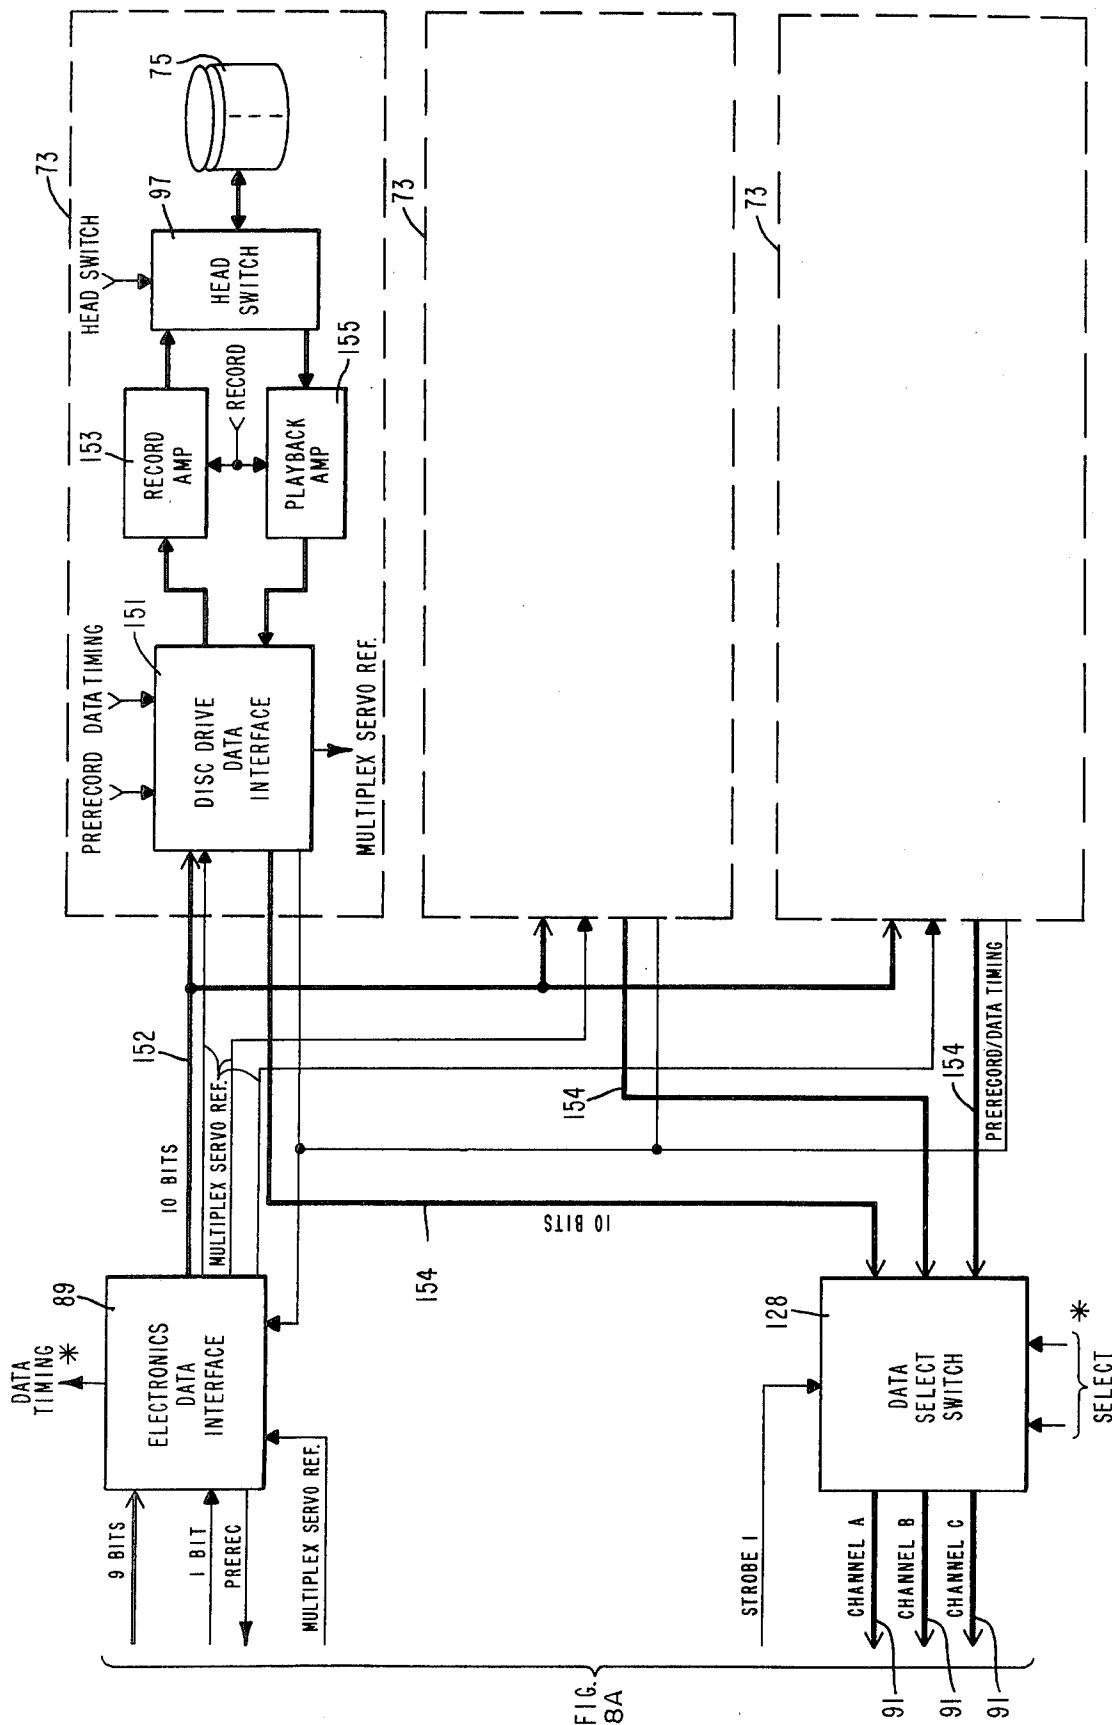 FIG.
8A
9 BITS
1 BIT
PREREC
MULTIPLEX SERVO REF.
DATA
TIMING *
89
ELECTRONICS
DATA
INTERFACE
10 BITS
152
MULTIPLEX SERVO REF.
154
10 BITS
PRERECORD
DATA TIMING
151
DISC DRIVE
DATA
INTERFACE
MULTIPLEX SERVO REF.
153
RECORD
AMP
RECORD
PLAYBACK
AMP
155
HEAD SWITCH
73
97
HEAD
SWITCH
75
73
154
73
154
PRERECORD/DATA TIMING
STROBE 1
128
DATA
SELECT
SWITCH
CHANNEL A
CHANNEL B
CHANNEL C
91
91
91
*
SELECT